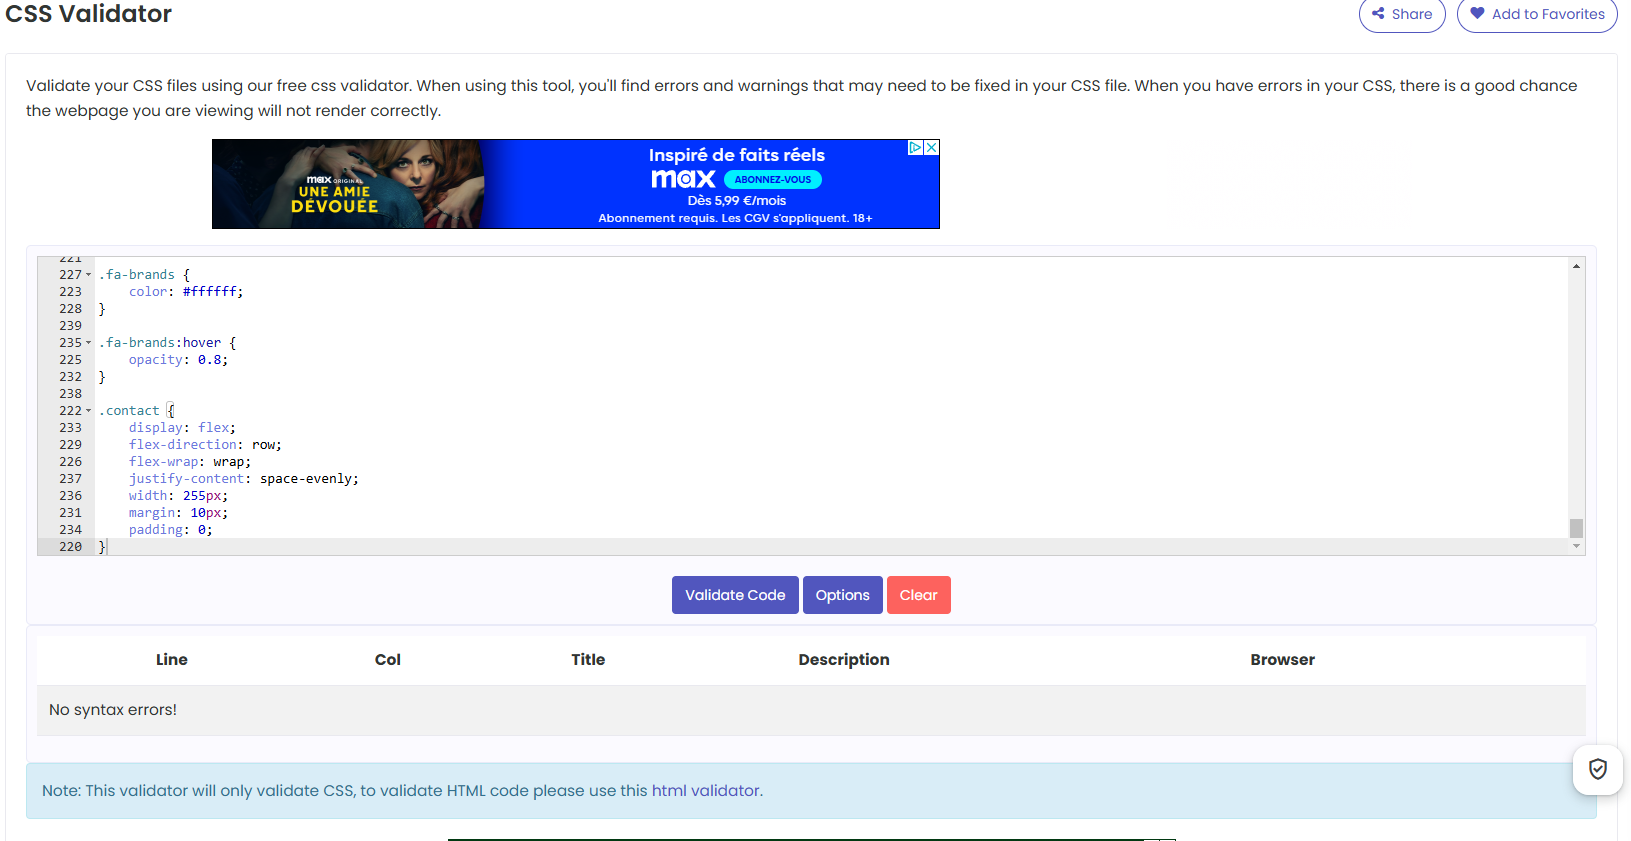 CSS Validator
Share
Add to Favorites
Validate your CSS files using our free css validator. When using this tool, you'll find errors and warnings that may need to be fixed in your CSS file. When you have errors in your CSS, there is a good chance
the webpage you are viewing will not render correctly.
max ORIGINAL
UNE AMIE
DÉVOUÉE
Inspiré de faits réels
max ABONNEZ-VOUS
Dès 5,99 €/mois
Abonnement requis. Les CGV s'appliquent. 18+
221
227 .fa-brands {
223 color: #ffffff;
228 }
239
235 .fa-brands:hover {
225 opacity: 0.8;
232 }
238
222 .contact {
233 display: flex;
229 flex-direction: row;
226 flex-wrap: wrap;
237 justify-content: space-evenly;
236 width: 255px;
231 margin: 10px;
234 padding: 0;
220 }
Validate Code Options Clear
Line Col Title Description Browser
No syntax errors!
Note: This validator will only validate CSS, to validate HTML code please use this html validator.